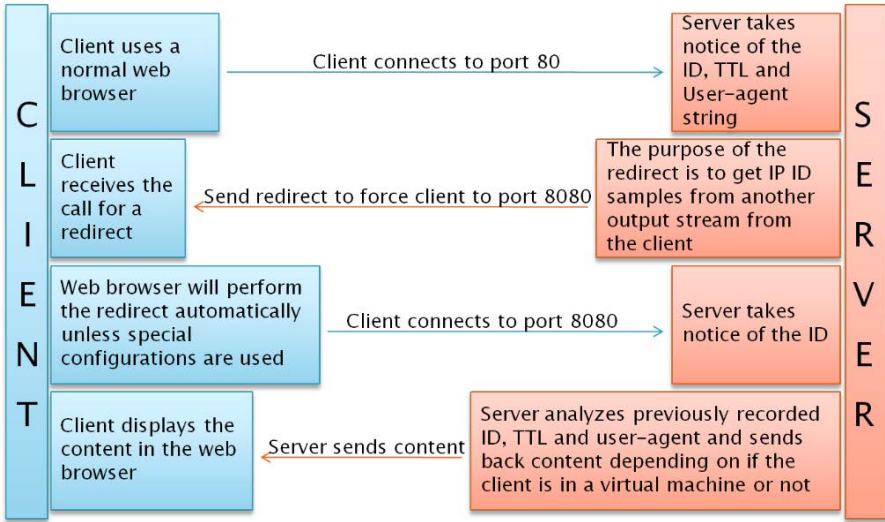 CLIENT
Client uses a
normal web
browser
Client connects to port 80
Server takes
notice of the
ID, TTL and
User-agent
string
Client
receives the
call for a
redirect
Send redirect to force client to port 8080
The purpose of the
redirect is to get IP ID
samples from another
output stream from
the client
Web browser will perform
the redirect automatically
unless special
configurations are used
Client connects to port 8080
Server takes
notice of the ID
Client displays the
content in the web
browser
Server sends content
Server analyzes previously recorded
ID, TTL and user-agent and sends
back content depending on if the
client is in a virtual machine or not
SERVER